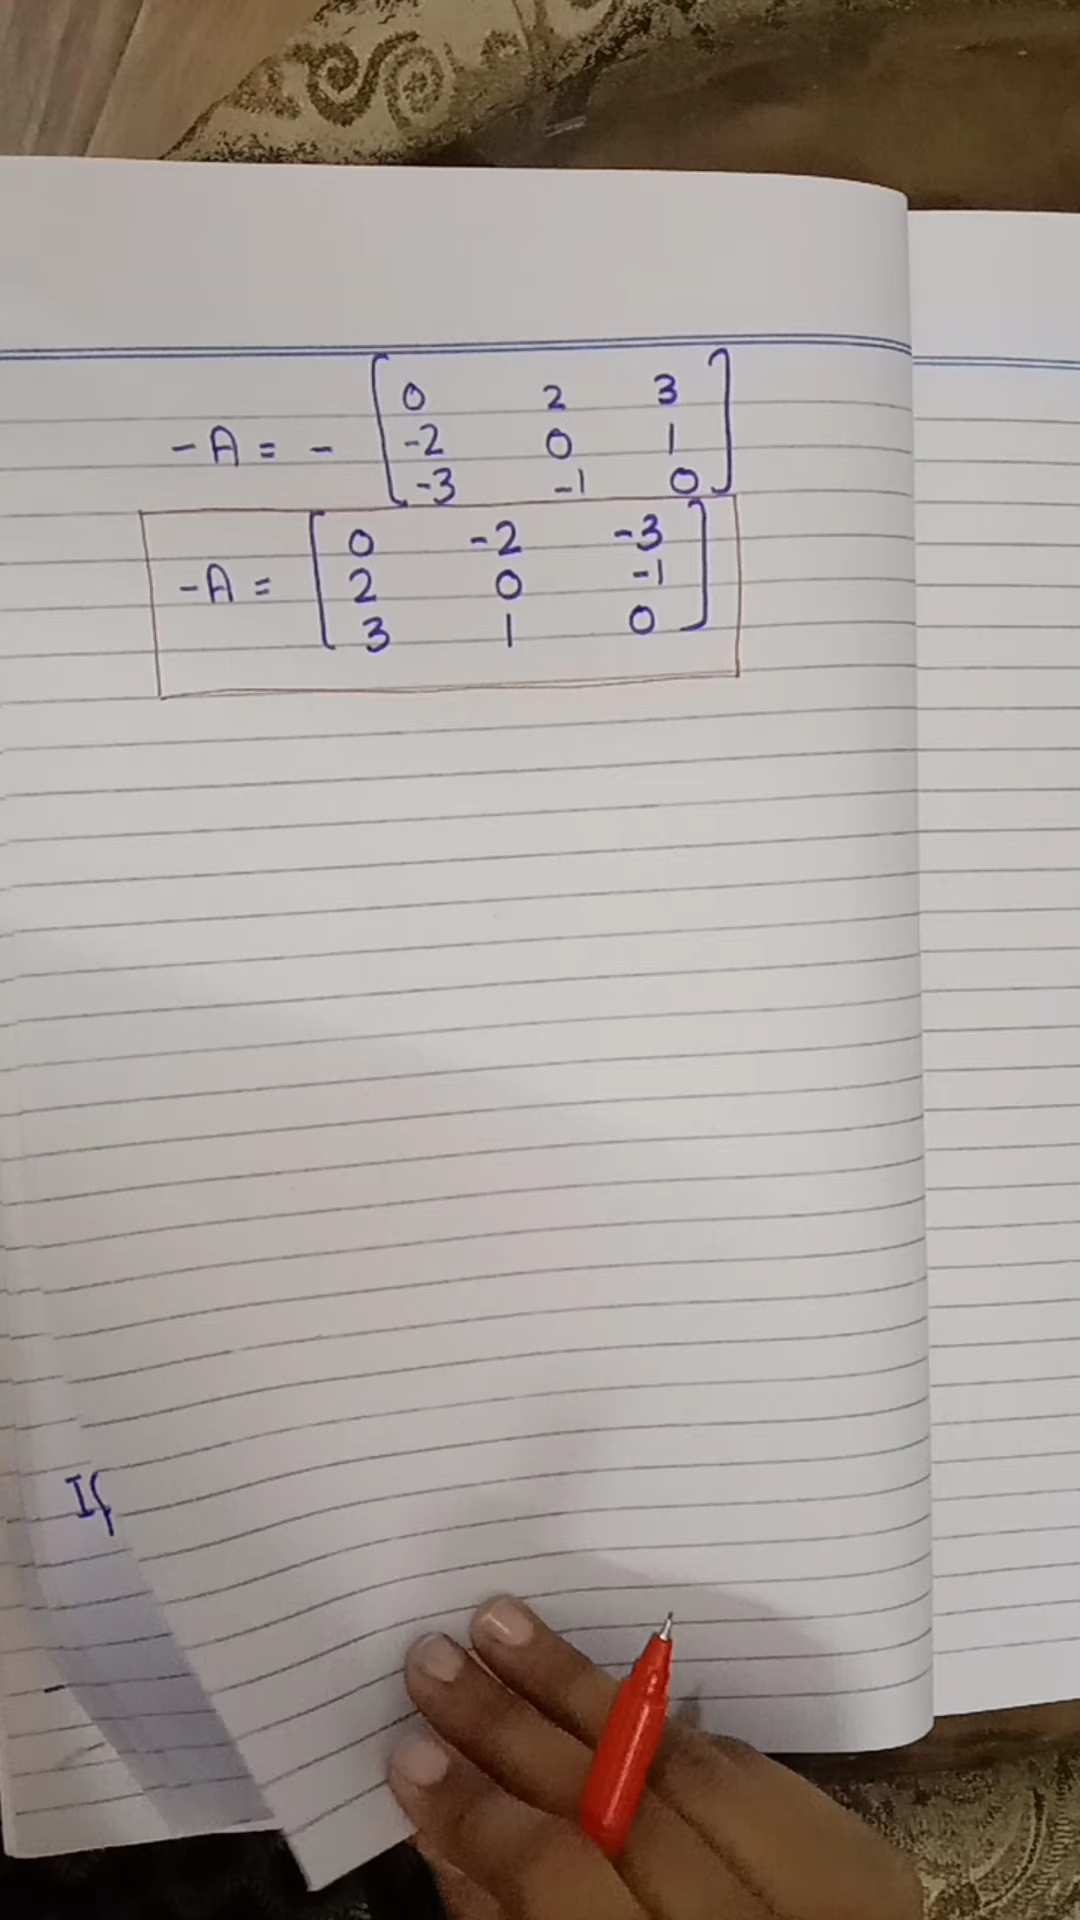 -A = - [ 0 2 3
-2 0 1
-3 -1 0 ]
-A = [ 0 -2 -3
2 0 -1
3 1 0 ]
If